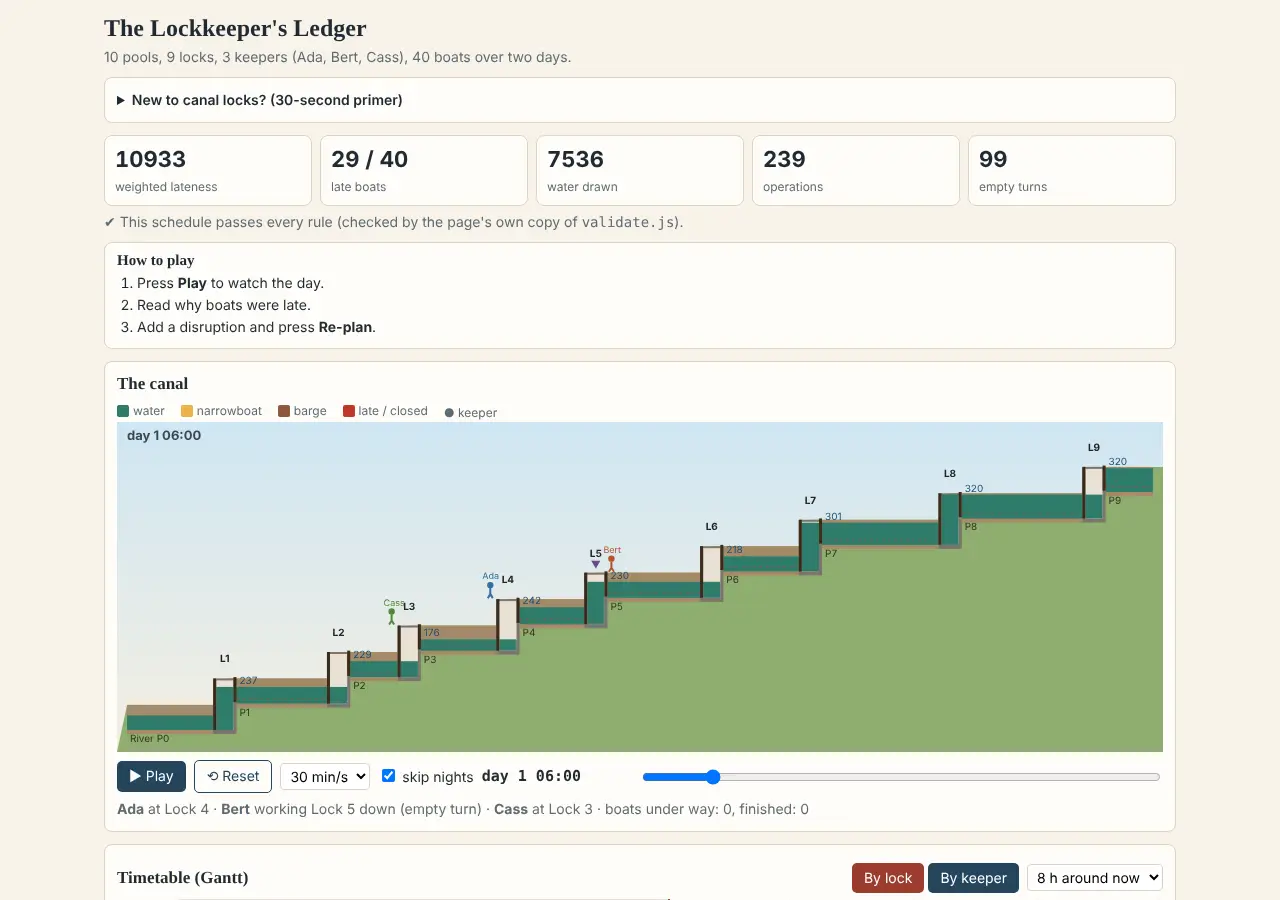 The Lockkeeper's Ledger
10 pools, 9 locks, 3 keepers (Ada, Bert, Cass), 40 boats over two days.
▶ New to canal locks? (30-second primer)
10933
weighted lateness
29 / 40
late boats
7536
water drawn
239
operations
99
empty turns
✔ This schedule passes every rule (checked by the page's own copy of validate.js).
How to play
1. Press Play to watch the day.
2. Read why boats were late.
3. Add a disruption and press Re-plan.
The canal
water narrowboat barge late / closed keeper
day 1 06:00
L9
320
P9
L8
320
P8
L7
301
P7
L6
218
P6
L5
Bert
230
P5
Ada
L4
242
P4
Cass
L3
176
P3
L2
229
P2
L1
237
P1
River P0
▶ Play ⟲ Reset 30 min/s skip nights day 1 06:00
Ada at Lock 4 · Bert working Lock 5 down (empty turn) · Cass at Lock 3 · boats under way: 0, finished: 0
Timetable (Gantt)
By lock By keeper 8 h around now